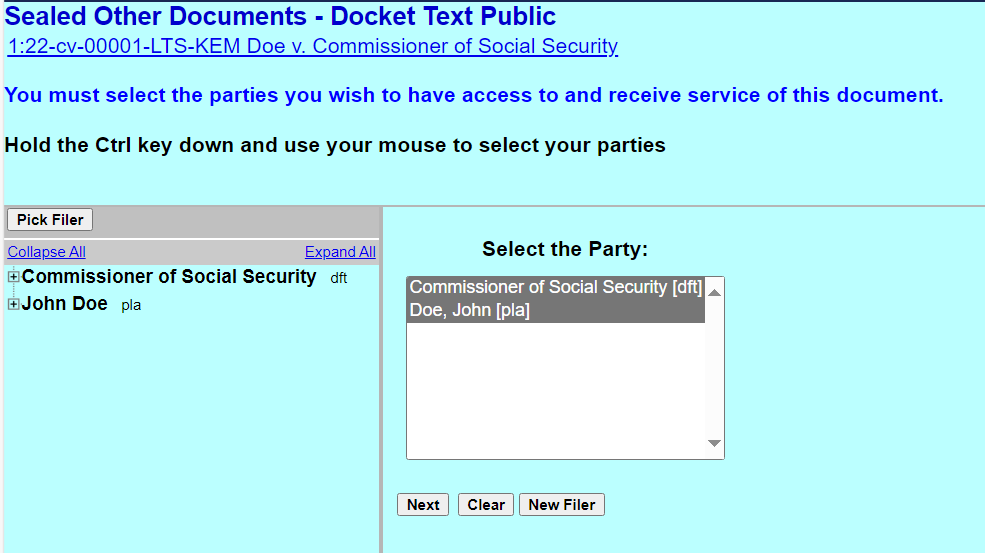 Sealed Other Documents - Docket Text Public
1:22-cv-00001-LTS-KEM Doe v. Commissioner of Social Security
You must select the parties you wish to have access to and receive service of this document.
Hold the Ctrl key down and use your mouse to select your parties
Pick Filer
Collapse All Expand All
Commissioner of Social Security dft
John Doe pla
Select the Party:
Commissioner of Social Security [dft]
Doe, John [pla]
Next Clear New Filer